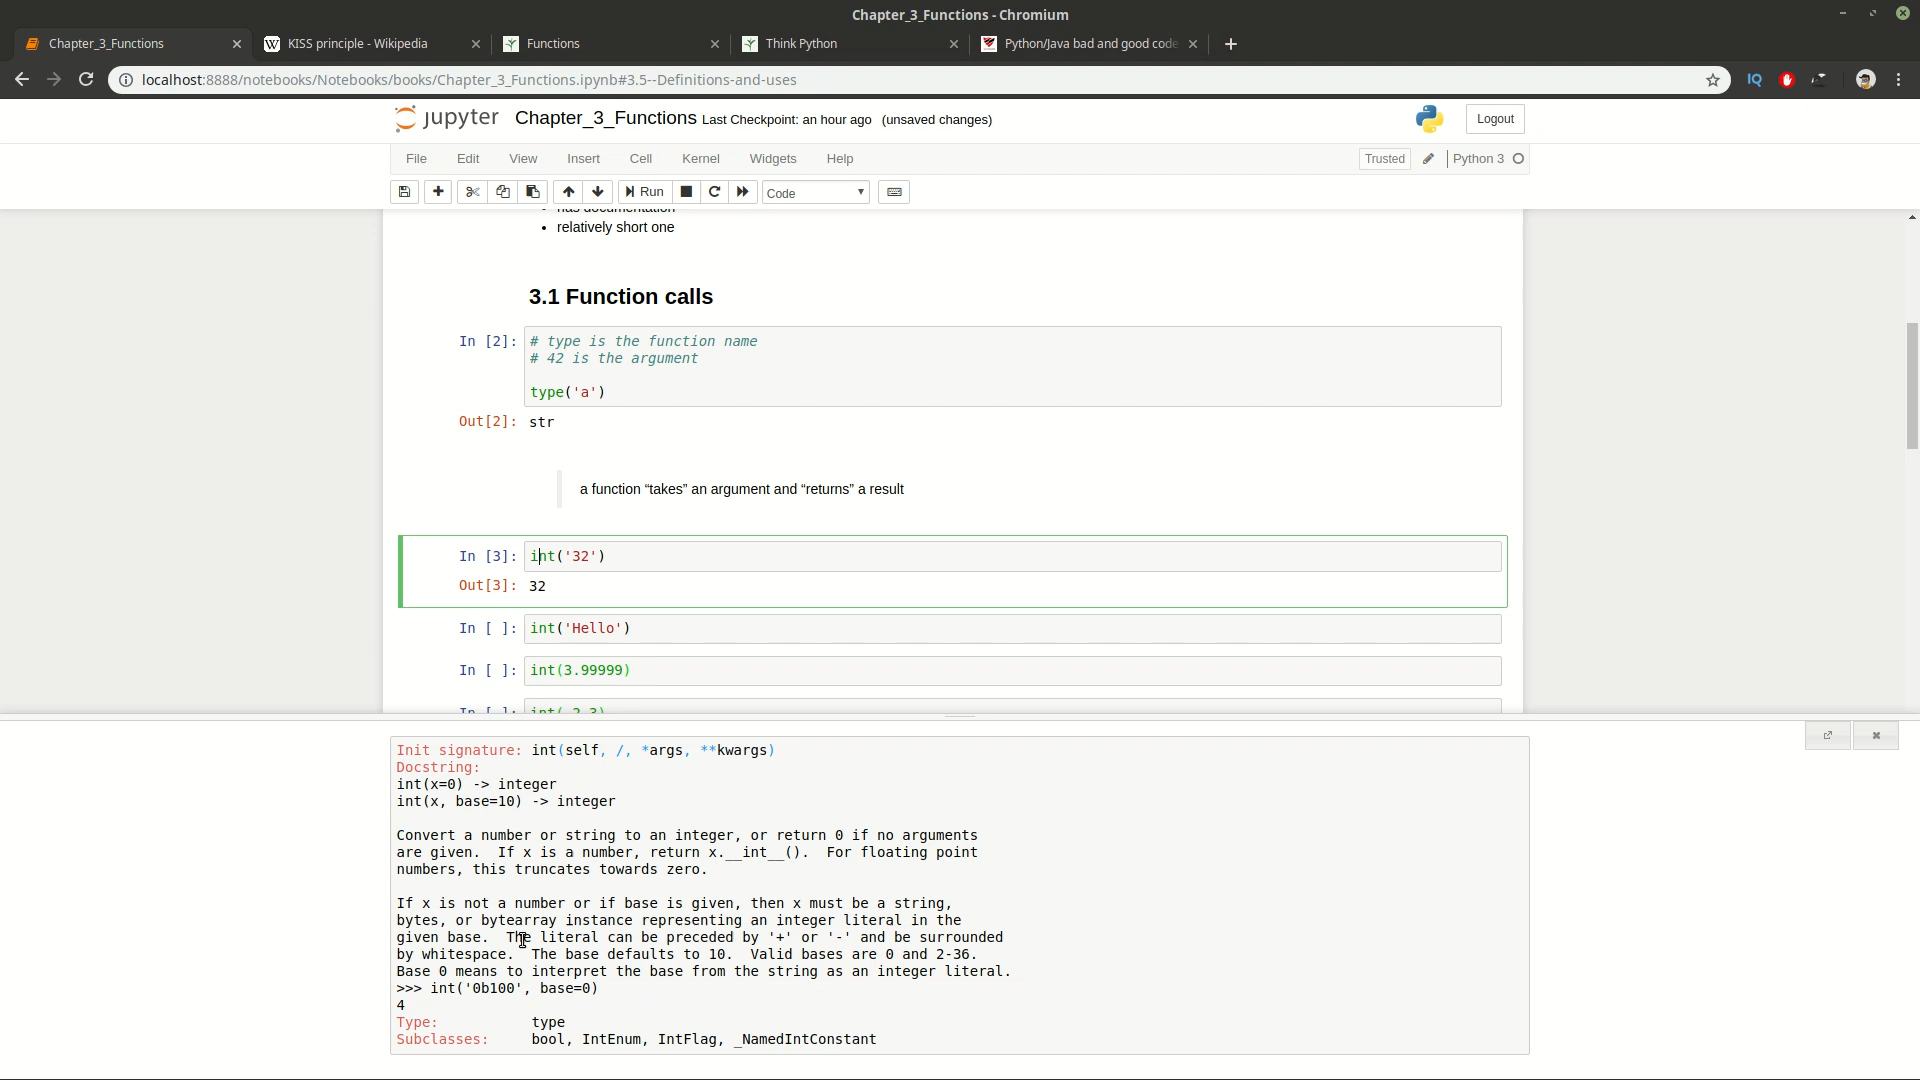 Chapter_3_Functions - Chromium
Chapter_3_Functions
KISS principle - Wikipedia
Functions
Think Python
Python/Java bad and good code
localhost:8888/notebooks/Notebooks/books/Chapter_3_Functions.ipynb#3.5--Definitions-and-uses
IQ
jupyter Chapter_3_Functions Last Checkpoint: an hour ago (unsaved changes)
Logout
File Edit View Insert Cell Kernel Widgets Help
Trusted Python 3
Run Code
• has documentation
• relatively short one
3.1 Function calls
In [2]: # type is the function name
# 42 is the argument
type('a')
Out[2]: str
a function “takes” an argument and “returns” a result
In [3]: int('32')
Out[3]: 32
In [ ]: int('Hello')
In [ ]: int(3.99999)
In [ ]: int(-2.3)
Init signature: int(self, /, *args, **kwargs)
Docstring:
int(x=0) -> integer
int(x, base=10) -> integer
Convert a number or string to an integer, or return 0 if no arguments
are given.  If x is a number, return x.__int__().  For floating point
numbers, this truncates towards zero.
If x is not a number or if base is given, then x must be a string,
bytes, or bytearray instance representing an integer literal in the
given base.  The literal can be preceded by '+' or '-' and be surrounded
by whitespace.  The base defaults to 10.  Valid bases are 0 and 2-36.
Base 0 means to interpret the base from the string as an integer literal.
>>> int('0b100', base=0)
4
Type: type
Subclasses: bool, IntEnum, IntFlag, _NamedIntConstant